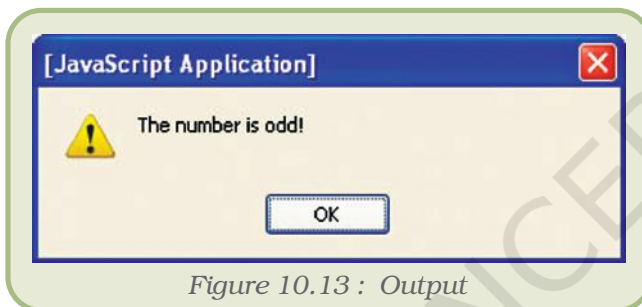 [JavaScript Application]
The number is odd!
OK
Figure 10.13 : Output